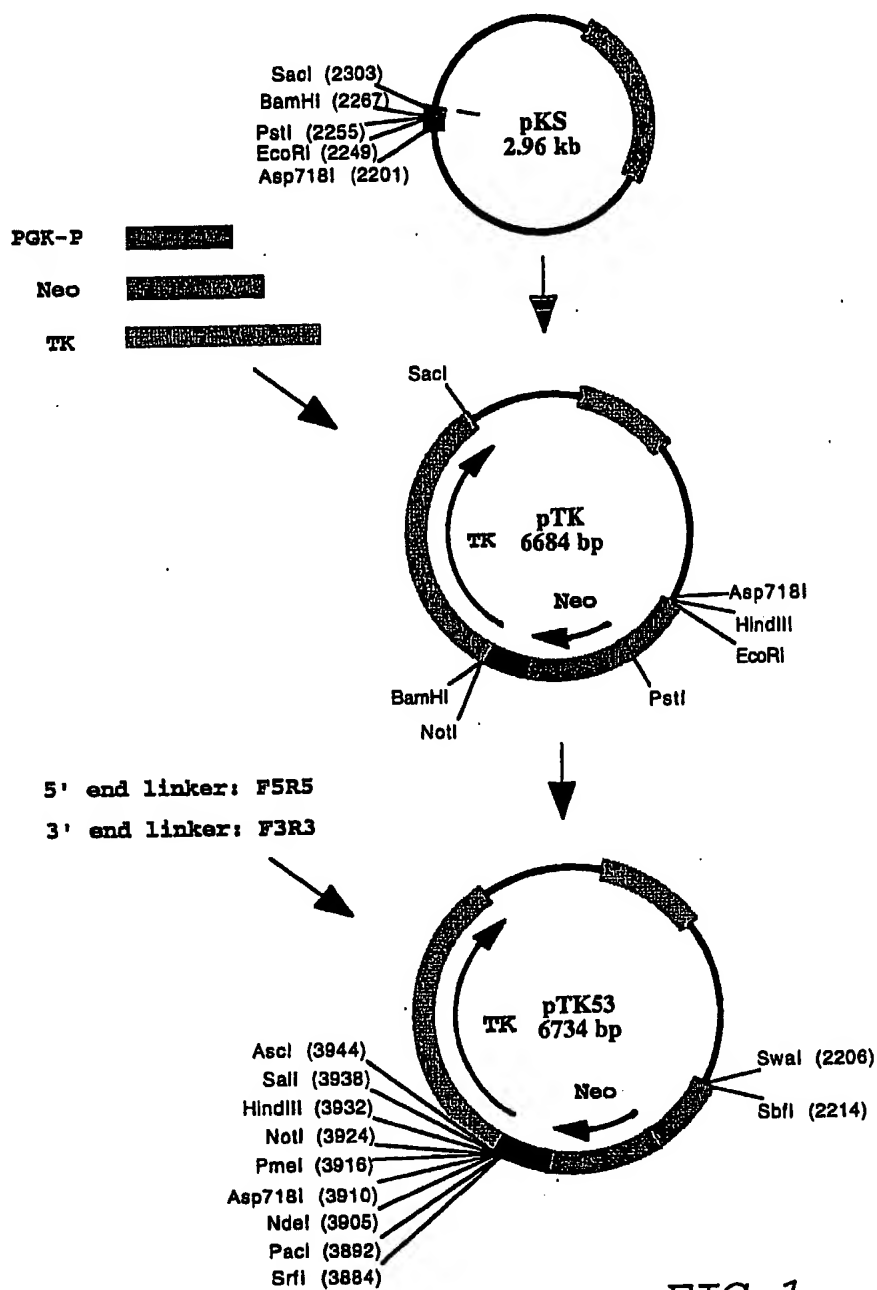 SacI (2303)
BamHI (2267)
PstI (2255)
EcoRI (2249)
Asp718I (2201)
pKS
2.96 kb
PGK-P
Neo
TK
SacI
pTK
6684 bp
TK
Neo
Asp718I
HindIII
EcoRI
PstI
BamHI
NotI
5' end linker: F5R5
3' end linker: F3R3
pTK53
6734 bp
TK
Neo
SwaI (2206)
SbfI (2214)
AscI (3944)
SalI (3938)
HindIII (3932)
NotI (3924)
PmeI (3916)
Asp718I (3910)
NdeI (3905)
PacI (3892)
SrfI (3884)
FIG. 1